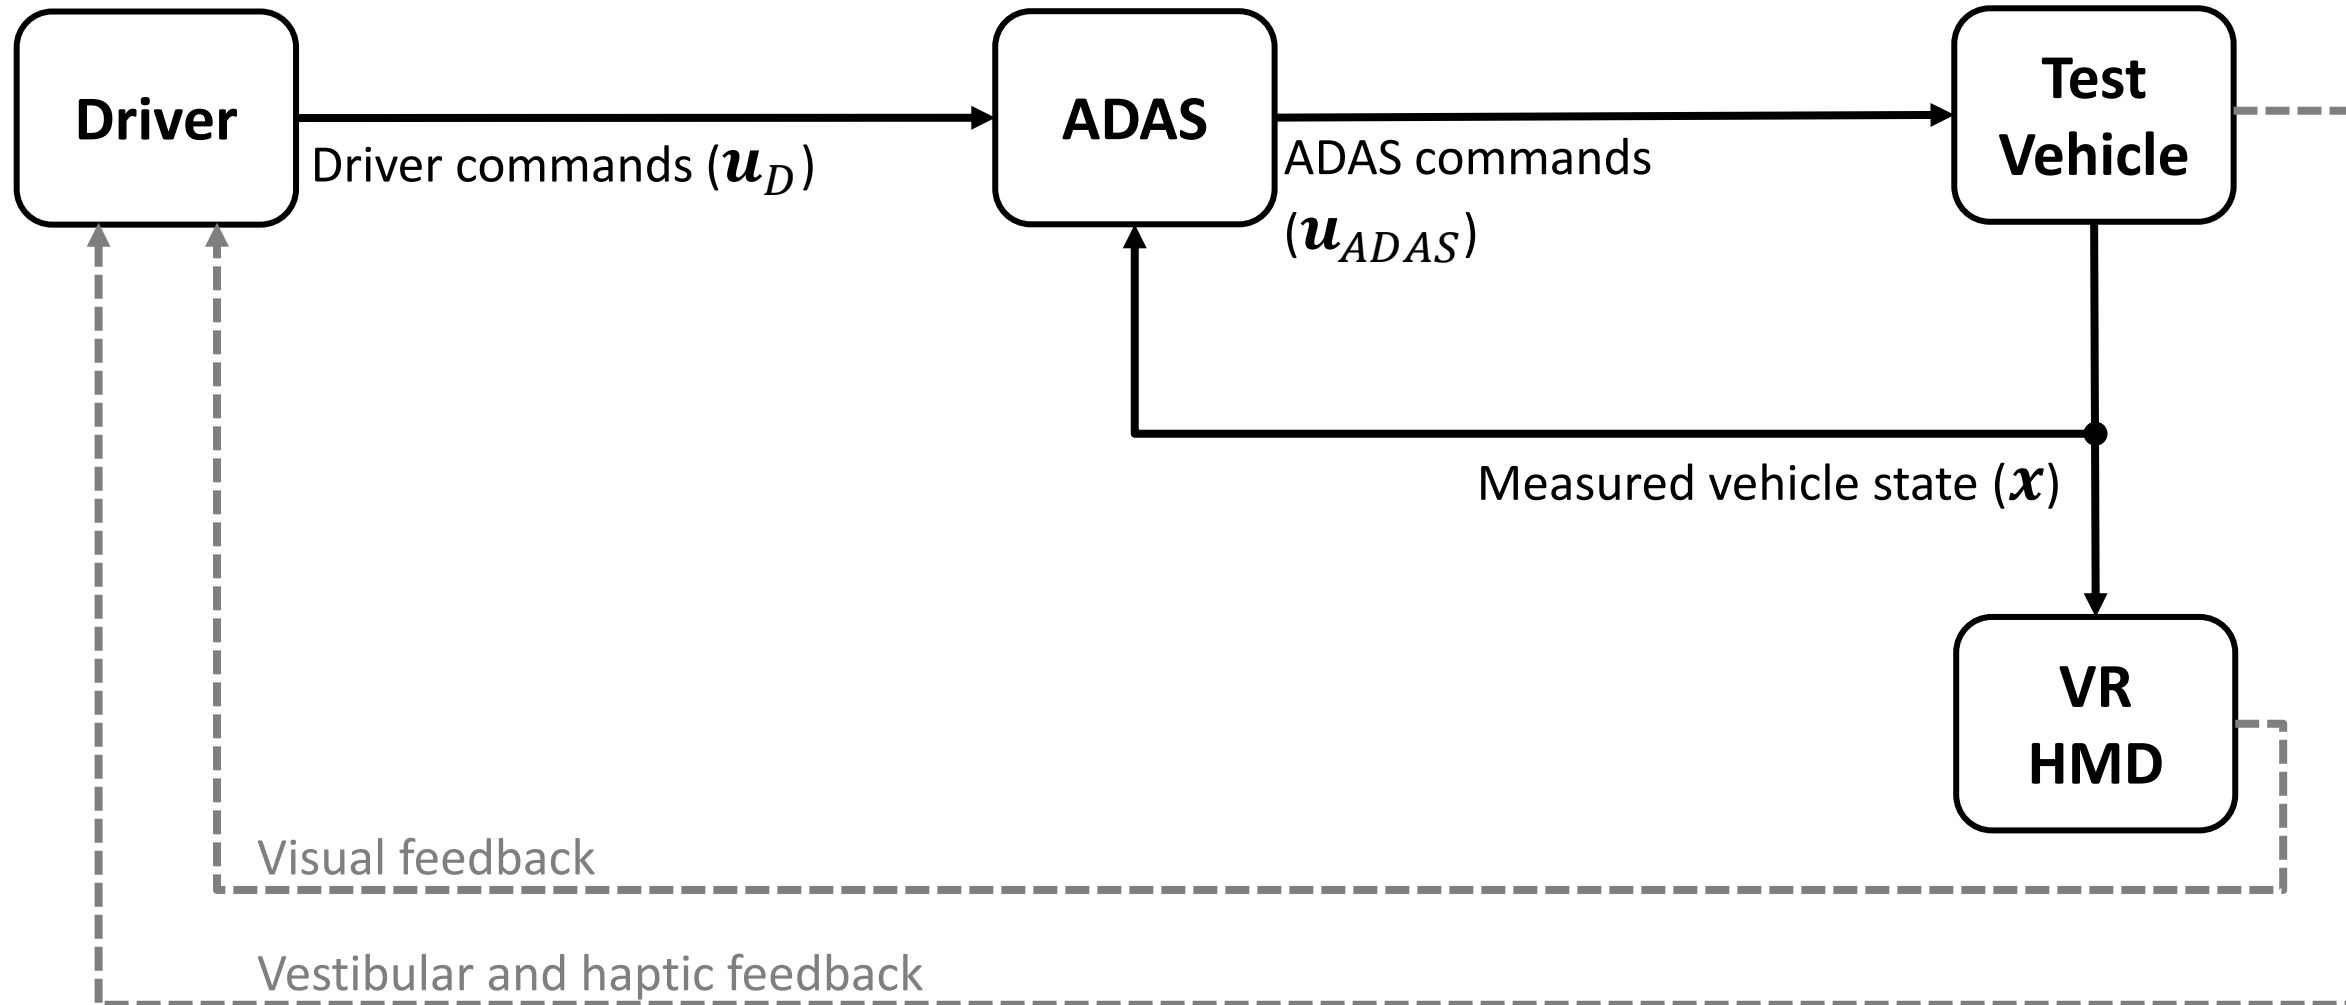 Driver
ADAS
Test
Vehicle
Driver commands (u_D)
ADAS commands
(u_ADAS)
Measured vehicle state (x)
VR
HMD
Visual feedback
Vestibular and haptic feedback